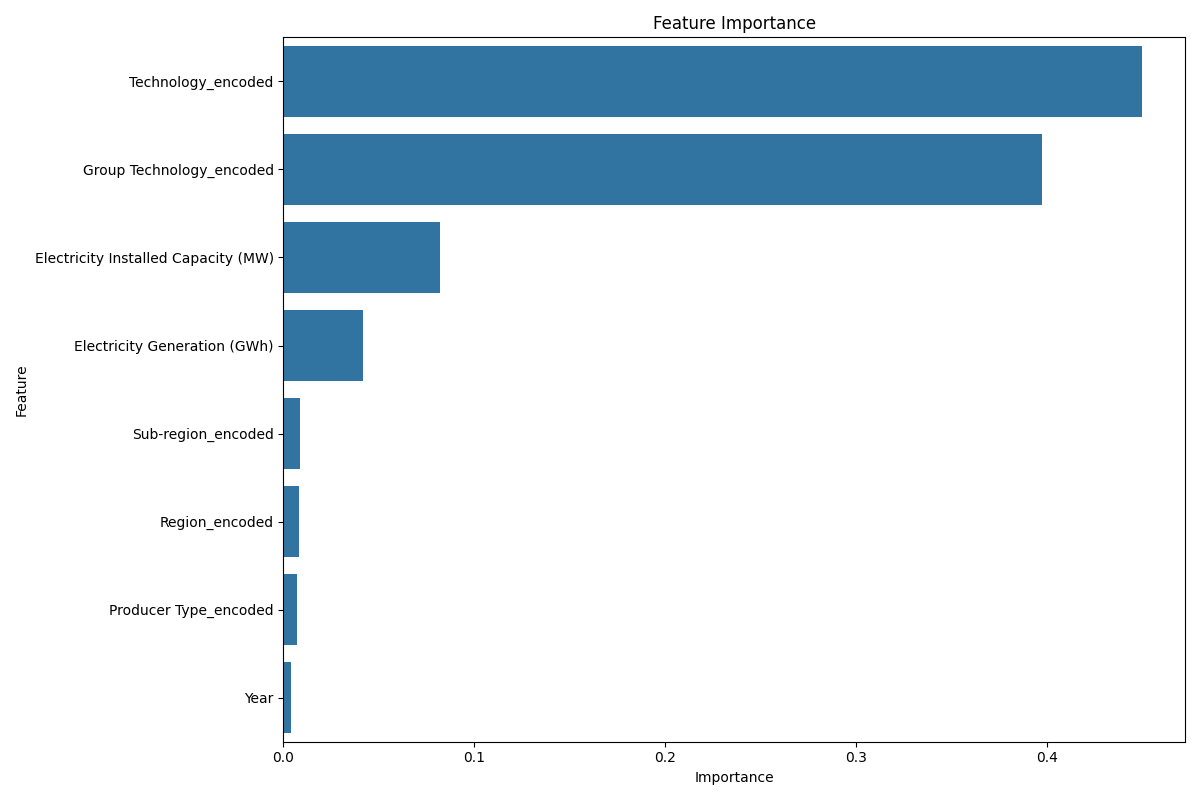 Feature Importance
Technology_encoded
Group Technology_encoded
Electricity Installed Capacity (MW)
Electricity Generation (GWh)
Sub-region_encoded
Region_encoded
Producer Type_encoded
Year
Feature
0.0 0.1 0.2 0.3 0.4
Importance